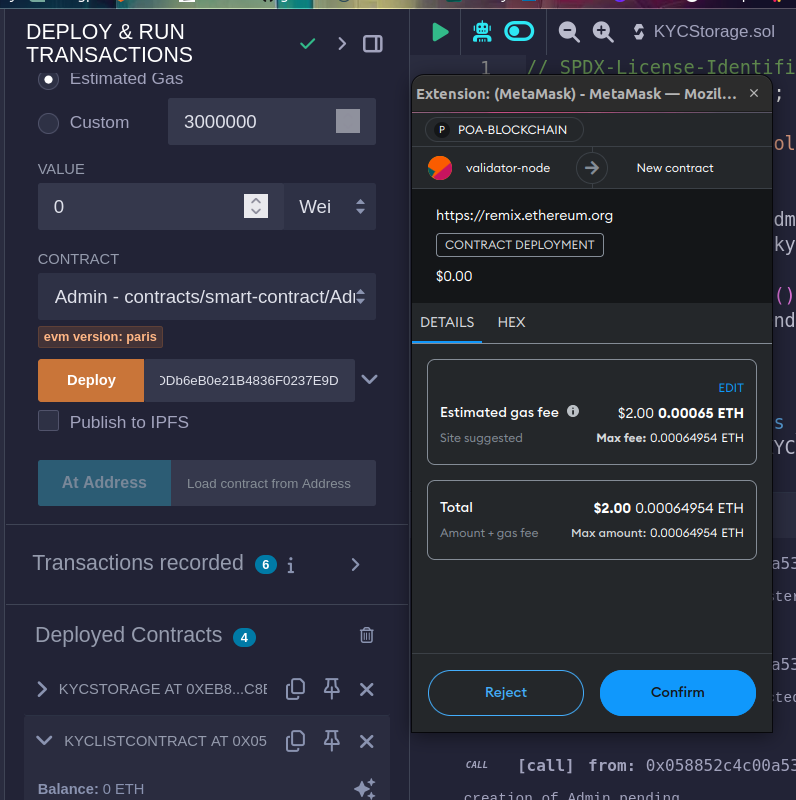 DEPLOY & RUN
TRANSACTIONS
Estimated Gas
Custom
3000000
VALUE
0
Wei
CONTRACT
Admin - contracts/smart-contract/Adı
evm version: paris
Deploy
DDb6eB0e21B4836F0237E9D
Publish to IPFS
At Address
Load contract from Address
Transactions recorded 6 i
Deployed Contracts 4
KYCSTORAGE AT 0XEB8...C8E
KYCLISTCONTRACT AT 0X05
Balance: 0 ETH
KYCStorage.sol
1 // SPDX-License-Identifi
;
ol
dm
ky
()
nd
s
YC
Extension: (MetaMask) - MetaMask — Mozil...
P POA-BLOCKCHAIN
validator-node
New contract
https://remix.ethereum.org
CONTRACT DEPLOYMENT
$0.00
DETAILS HEX
EDIT
Estimated gas fee i $2.00 0.00065 ETH
Site suggested Max fee: 0.00064954 ETH
Total $2.00 0.00064954 ETH
Amount + gas fee Max amount: 0.00064954 ETH
Reject
Confirm
a53
ster
a53
cted
CALL [call] from: 0x058852c4c00a53
creation of Admin pending